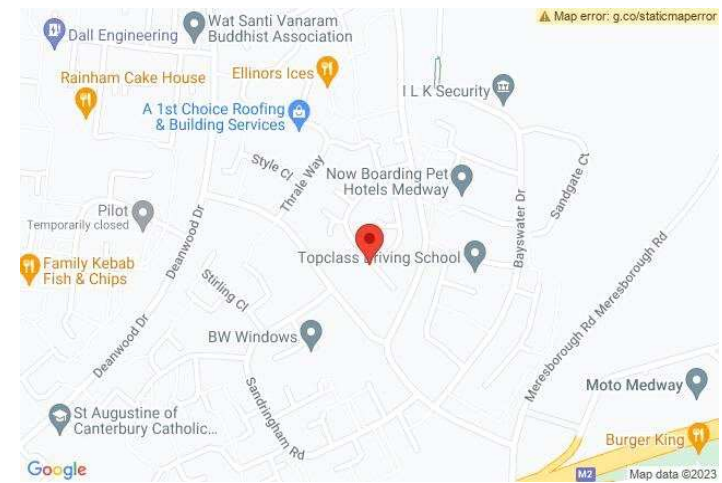 Map error: g.co/staticmaperror
Wat Santi Vanaram
Buddhist Association
Dall Engineering
Rainham Cake House
Ellinors Ices
I L K Security
A 1st Choice Roofing
& Building Services
Style Cl
Thrale Way
Now Boarding Pet
Hotels Medway
Sandgate Ct
Bayswater Dr
Pilot
Temporarily closed
Deanwood Dr
Topclass Driving School
Family Kebab
Fish & Chips
Stirling Cl
Meresborough Rd
Meresborough Rd
BW Windows
Deanwood Dr
Sandringham Rd
Moto Medway
St Augustine of
Canterbury Catholic...
Burger King
Google
M2
Map data ©2023